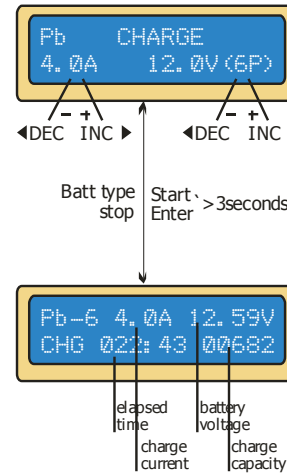 Pb CHARGE
4.0A 12.0V(6P)
- + - +
◀DEC INC ▶ ◀DEC INC ▶
Batt type Start` >3seconds
stop Enter
Pb-6 4.0A 12.59V
CHG 022:43 00682
elapsed battery
time voltage
charge charge
current capacity